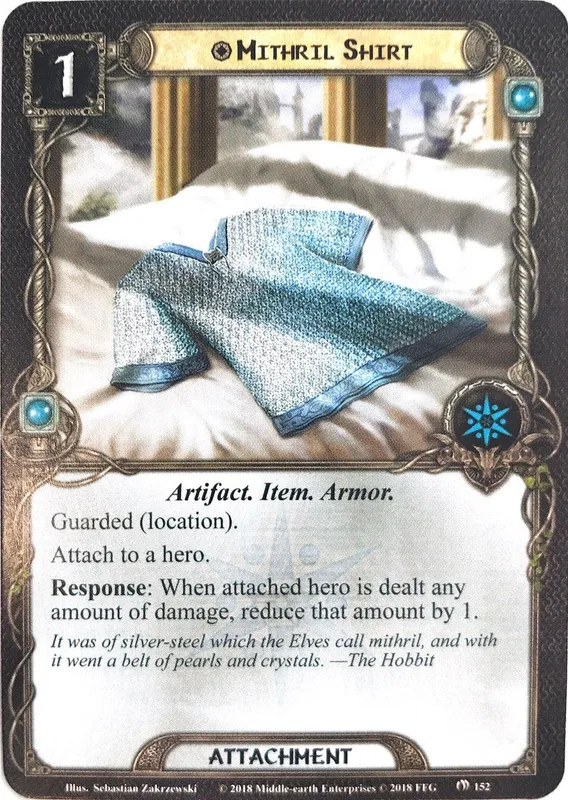 1
Mithril Shirt
Artifact. Item. Armor.
Guarded (location).
Attach to a hero.
Response: When attached hero is dealt any
amount of damage, reduce that amount by 1.
It was of silver-steel which the Elves call mithril, and with
it went a belt of pearls and crystals. —The Hobbit
ATTACHMENT
Illus. Sebastian Zakrzewski © 2018 Middle-earth Enterprises © 2018 FFG 152